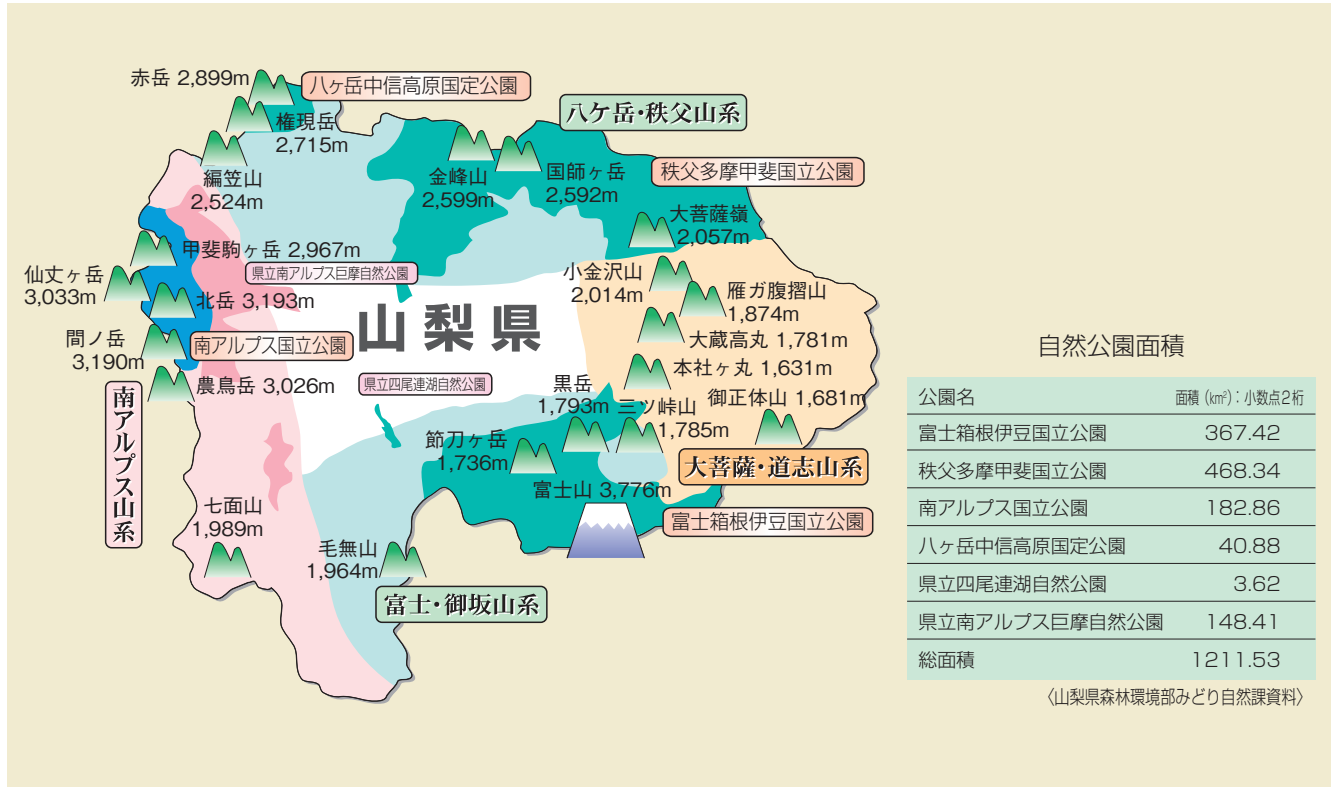 赤岳 2,899m
八ヶ岳中信高原国定公園
権現岳
2,715m
八ケ岳・秩父山系
編笠山
2,524m
金峰山
2,599m
国師ヶ岳
2,592m
秩父多摩甲斐国立公園
大菩薩嶺
2,057m
甲斐駒ヶ岳 2,967m
仙丈ヶ岳
3,033m
県立南アルプス巨摩自然公園
北岳 3,193m
小金沢山
2,014m
雁ガ腹摺山
1,874m
山梨県
間ノ岳
3,190m
南アルプス国立公園
大蔵高丸 1,781m
本社ヶ丸 1,631m
農鳥岳 3,026m
県立四尾連湖自然公園
黒岳
1,793m
三ツ峠山
1,785m
御正体山 1,681m
南アルプス山系
節刀ヶ岳
1,736m
大菩薩・道志山系
富士山 3,776m
富士箱根伊豆国立公園
七面山
1,989m
毛無山
1,964m
富士・御坂山系
自然公園面積
公園名 面積（km²）：小数点2桁
富士箱根伊豆国立公園 367.42
秩父多摩甲斐国立公園 468.34
南アルプス国立公園 182.86
八ヶ岳中信高原国定公園 40.88
県立四尾連湖自然公園 3.62
県立南アルプス巨摩自然公園 148.41
総面積 1211.53
〈山梨県森林環境部みどり自然課資料〉